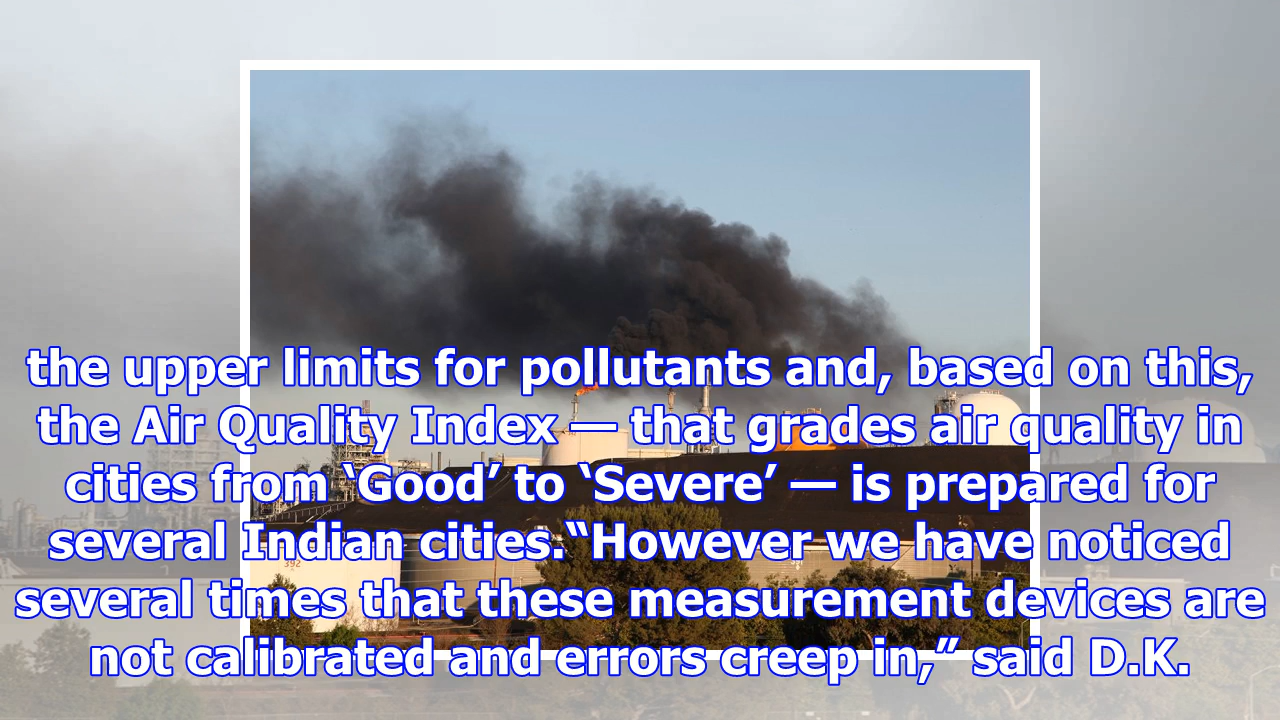 the upper limits for pollutants and, based on this,
the Air Quality Index — that grades air quality in
cities from ‘Good’ to ‘Severe’ — is prepared for
several Indian cities.“However we have noticed
several times that these measurement devices are
not calibrated and errors creep in,” said D.K.
392